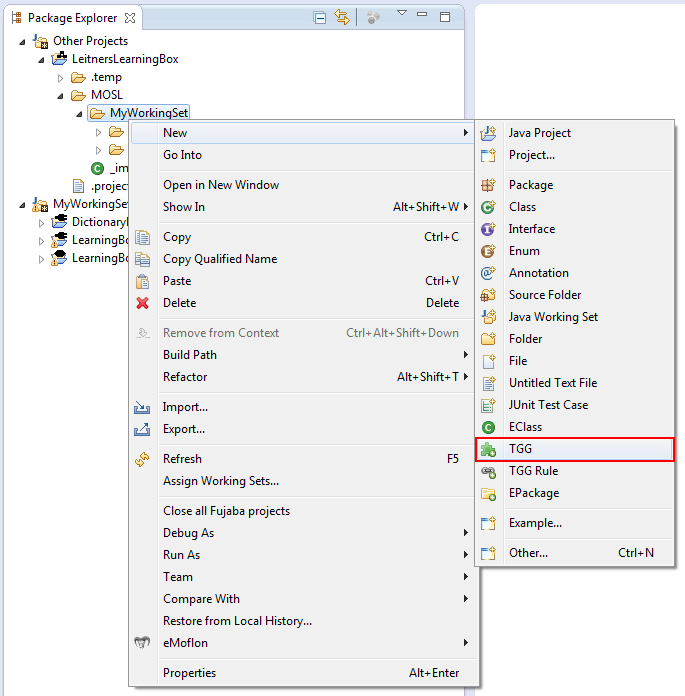 Package Explorer
Other Projects
LeitnersLearningBox
.temp
MOSL
MyWorkingSet
_im
.projec
MyWorkingSet
DictionaryL
LearningBo
LearningBo
New
Go Into
Open in New Window
Show In Alt+Shift+W
Copy Ctrl+C
Copy Qualified Name
Paste Ctrl+V
Delete Delete
Remove from Context Ctrl+Alt+Shift+Down
Build Path
Refactor Alt+Shift+T
Import...
Export...
Refresh F5
Assign Working Sets...
Close all Fujaba projects
Debug As
Run As
Team
Compare With
Restore from Local History...
eMoflon
Properties Alt+Enter
Java Project
Project...
Package
Class
Interface
Enum
Annotation
Source Folder
Java Working Set
Folder
File
Untitled Text File
JUnit Test Case
EClass
TGG
TGG Rule
EPackage
Example...
Other... Ctrl+N